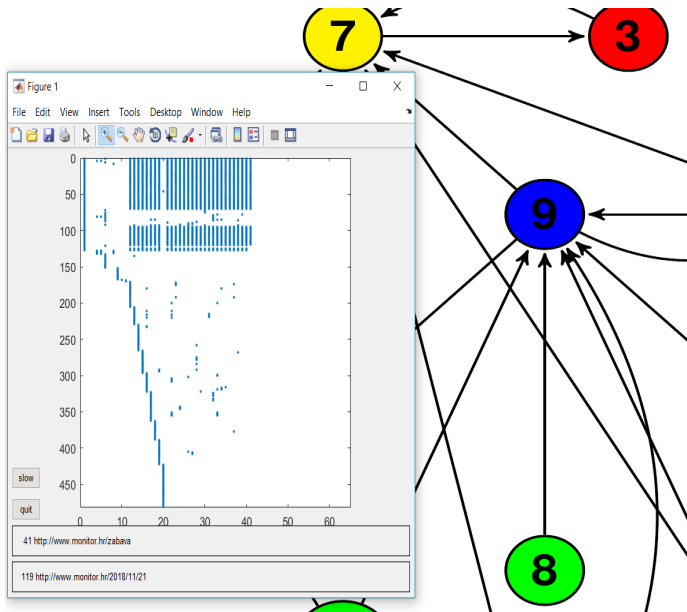 7
3
Figure 1
File Edit View Insert Tools Desktop Window Help
0
50
100
150
200
250
300
350
400
450
0 10 20 30 40 50 60
slow
quit
41 http://www.monitor.hr/zabava
119 http://www.monitor.hr/2018/11/21
9
8